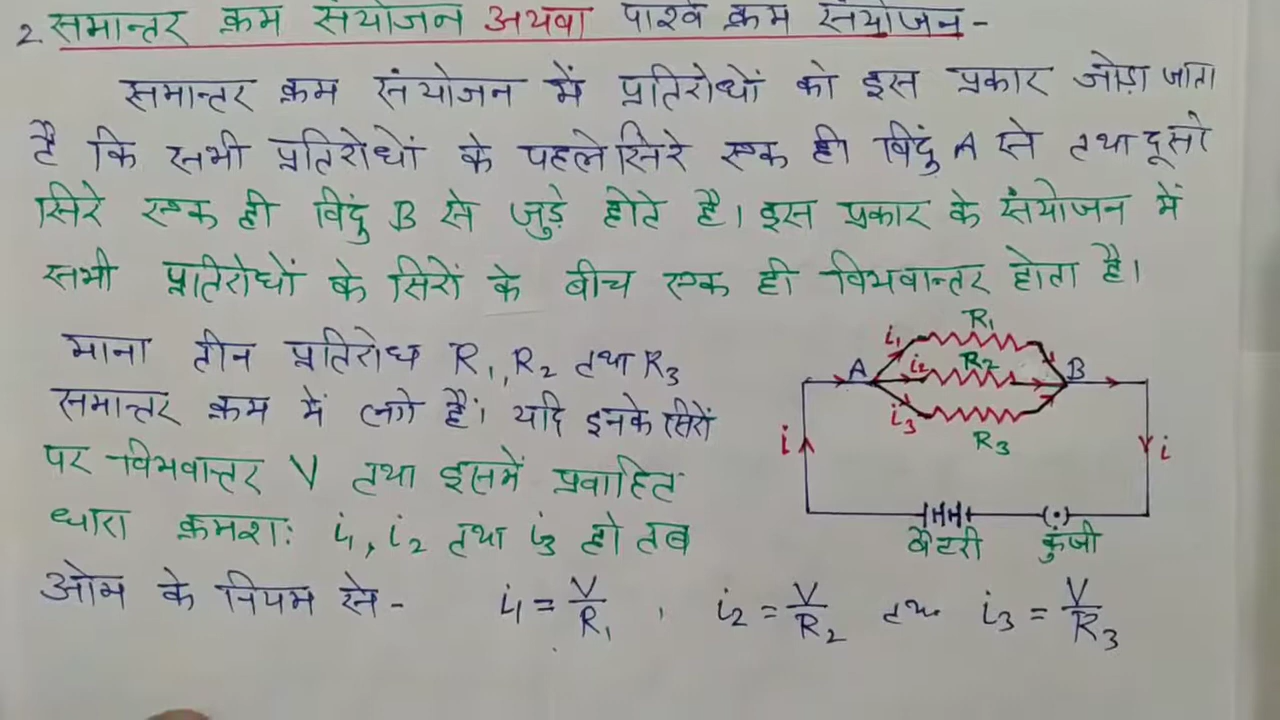 2. समान्तर क्रम संयोजन अथवा पार्श्व क्रम संयोजन-
समान्तर क्रम संयोजन में प्रतिरोधों को इस प्रकार जोड़ा जाता
है कि सभी प्रतिरोधों के पहले सिरे एक ही बिंदु A से तथा दूसरे
सिरे एक ही बिंदु B से जुड़े होते है। इस प्रकार के संयोजन में
सभी प्रतिरोधों के सिरों के बीच एक ही विभवान्तर होता है।
माना तीन प्रतिरोध R₁, R₂ तथा R₃
समान्तर क्रम में लगे हैं। यदि इनके सिरों
पर विभवान्तर V तथा इसमें प्रवाहित
धारा क्रमशः i₁, i₂ तथा i₃ हो तब
ओम के नियम से- i₁ = V/R₁ , i₂ = V/R₂ तथा i₃ = V/R₃
R₁
i₁
A i₂ R₂ B
i₃ R₃
i i
बैटरी कुंजी